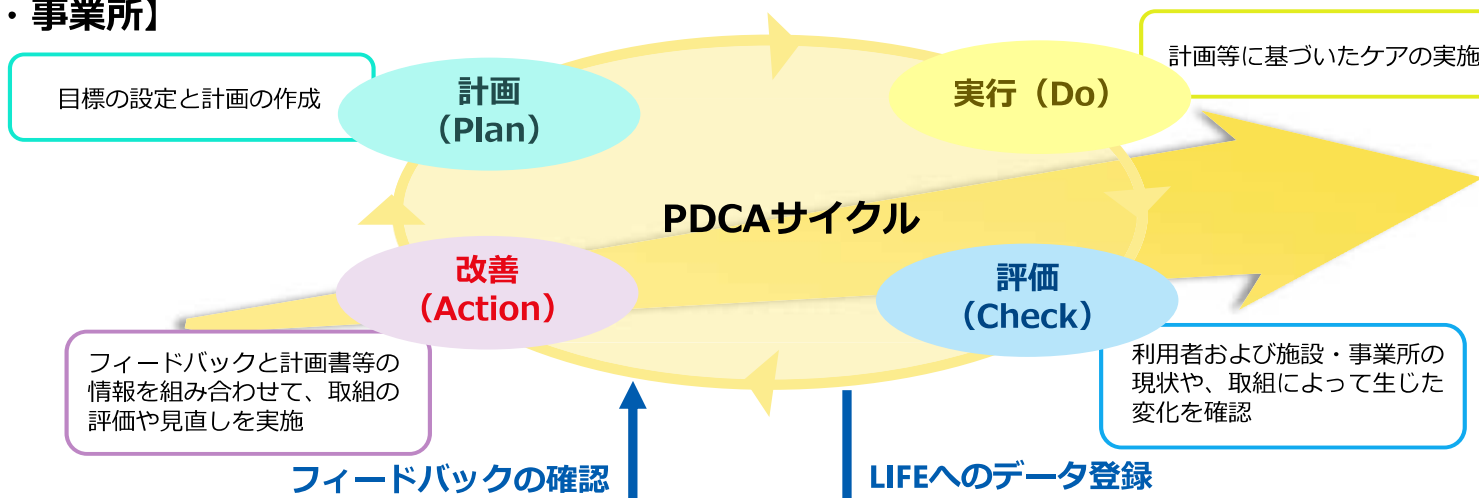 ・事業所】
目標の設定と計画の作成
計画
（Plan）
実行（Do）
計画等に基づいたケアの実施
PDCAサイクル
改善
（Action）
評価
（Check）
フィードバックと計画書等の
情報を組み合わせて、取組の
評価や見直しを実施
利用者および施設・事業所の
現状や、取組によって生じた
変化を確認
フィードバックの確認
LIFEへのデータ登録